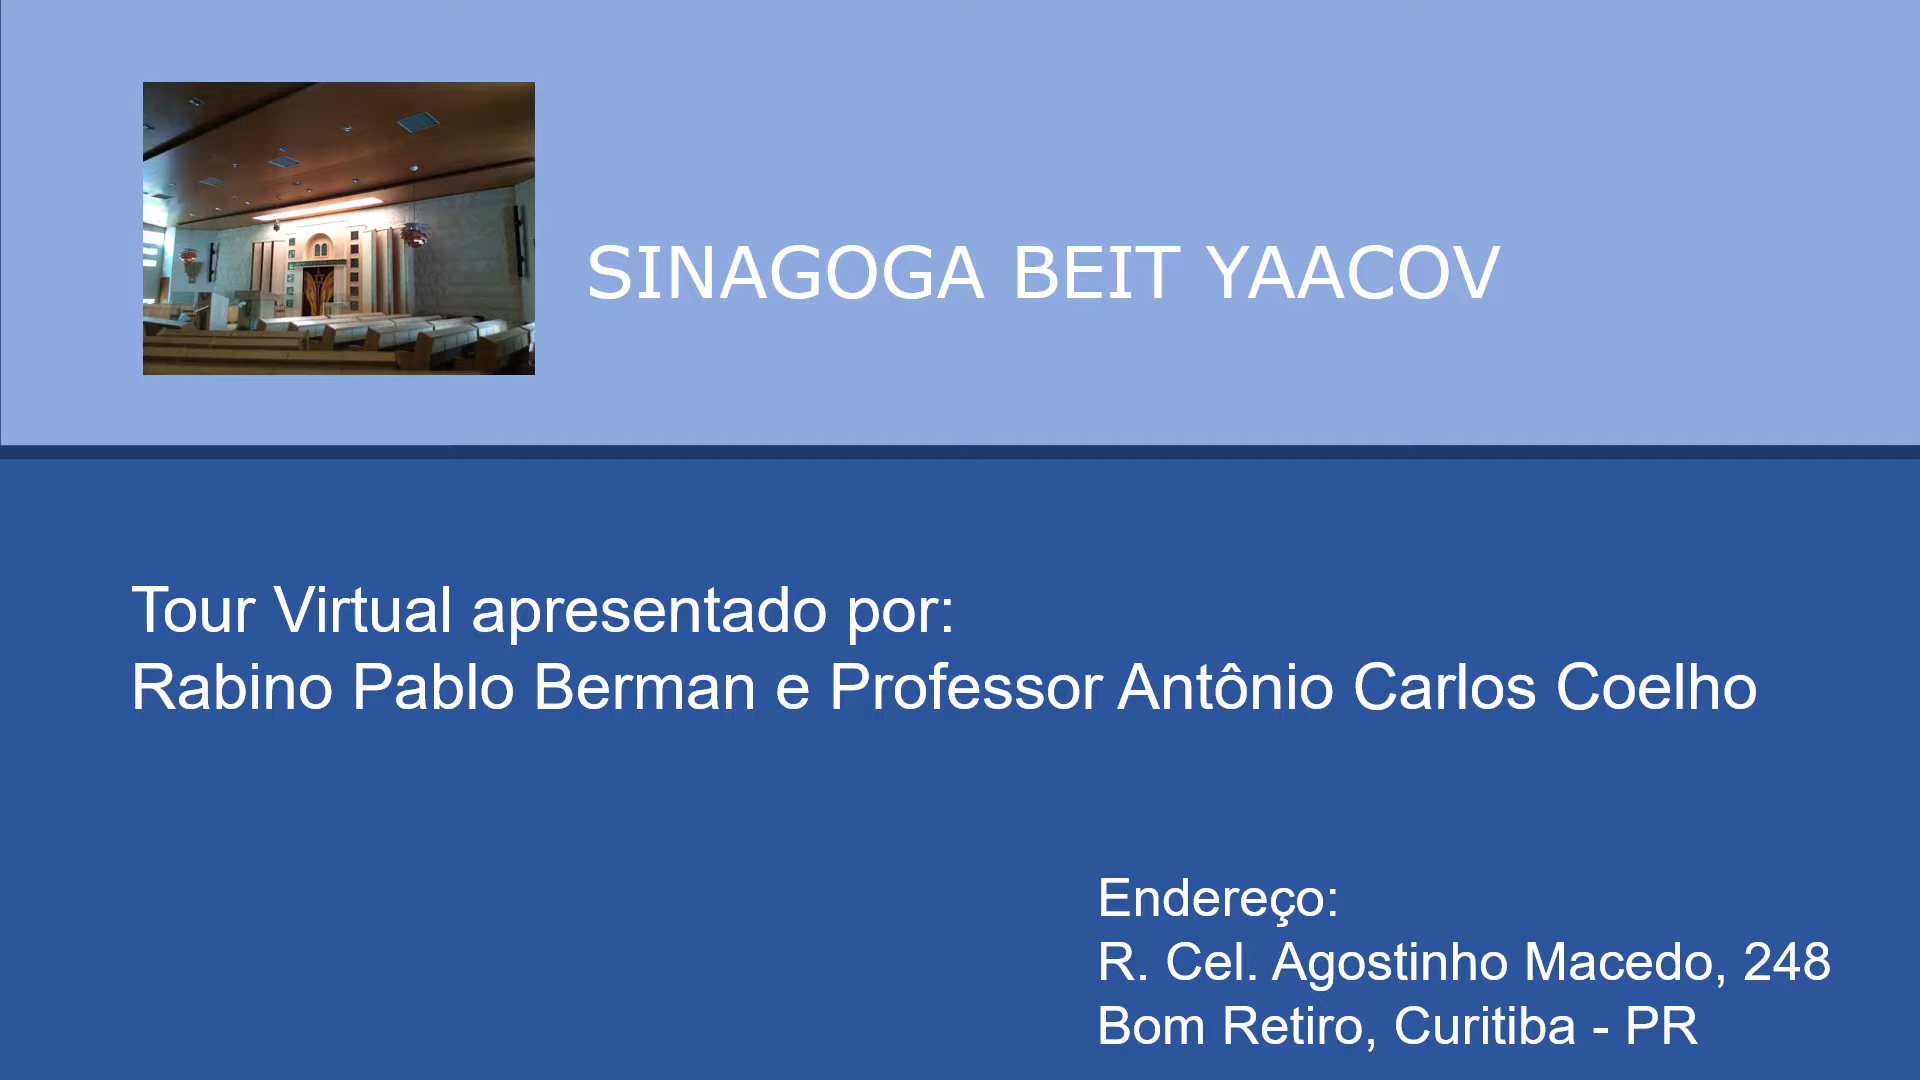 SINAGOGA BEIT YAACOV
Tour Virtual apresentado por:
Rabino Pablo Berman e Professor Antônio Carlos Coelho
Endereço:
R. Cel. Agostinho Macedo, 248
Bom Retiro, Curitiba - PR